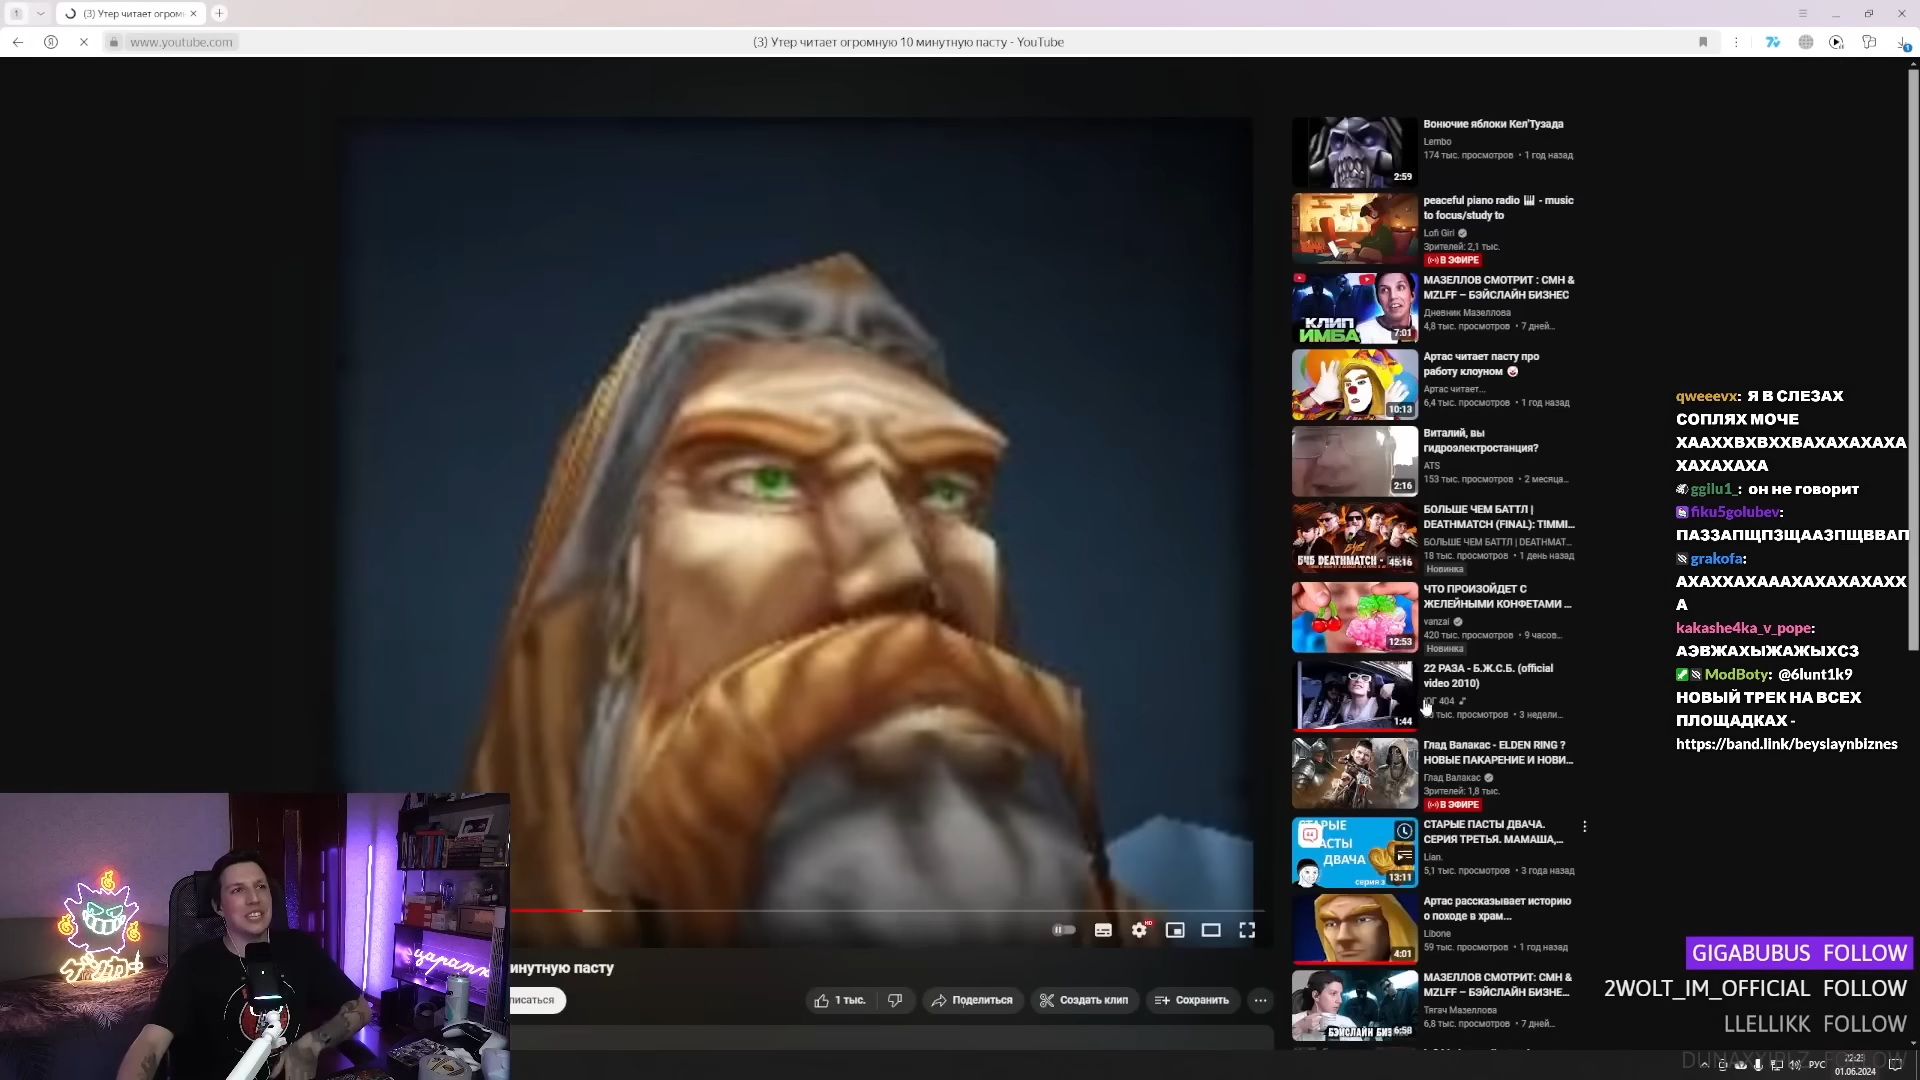 1
(3) Утер читает огромн
www.youtube.com
(3) Утер читает огромную 10 минутную пасту - YouTube
Вонючие яблоки Кел'Тузада
Lembo
174 тыс. просмотров • 1 год назад
2:59
peaceful piano radio - music
to focus/study to
Lofi Girl
Зрителей: 2,1 тыс.
В ЭФИРЕ
МАЗЕЛЛОВ СМОТРИТ : СМН &
MZLFF – БЭЙСЛАЙН БИЗНЕС
Дневник Мазеллова
4,8 тыс. просмотров • 7 дней...
КЛИП
ИМБА
7:01
Артас читает пасту про
работу клоуном
Артас читает...
6,4 тыс. просмотров • 1 год назад
10:13
Виталий, вы
гидроэлектростанция?
ATS
153 тыс. просмотров • 2 месяца...
2:16
БОЛЬШЕ ЧЕМ БАТТЛ |
DEATHMATCH (FINAL): TIMMI...
БОЛЬШЕ ЧЕМ БАТТЛ | DEATHMAT...
18 тыс. просмотров • 1 день назад
Новинка
БЧБ DEATHMATCH -
45:16
ЧТО ПРОИЗОЙДЕТ С
ЖЕЛЕЙНЫМИ КОНФЕТАМИ ...
vanzai
420 тыс. просмотров • 9 часов...
Новинка
12:53
22 РАЗА - Б.Ж.С.Б. (official
video 2010)
ЮГ 404
тыс. просмотров • 3 недели...
1:44
Глад Валакас - ELDEN RING ?
НОВЫЕ ПАКАРЕНИЕ И НОВИ...
Глад Валакас
Зрителей: 1,8 тыс.
В ЭФИРЕ
СТАРЫЕ ПАСТЫ ДВАЧА.
СЕРИЯ ТРЕТЬЯ. МАМАША,...
Lian.
5,1 тыс. просмотров • 3 года назад
ДВАЧА
серия 3
13:11
Артас рассказывает историю
о походе в храм...
Libone
59 тыс. просмотров • 1 год назад
4:01
МАЗЕЛЛОВ СМОТРИТ: СМН &
MZLFF – БЭЙСЛАЙН БИЗНЕ...
Тягач Мазеллова
6,8 тыс. просмотров • 7 дней...
6:58
qweeevx: Я В СЛЕЗАХ
СОПЛЯХ МОЧЕ
ХААХХВХВХХВАХАХАХАХА
ХАХАХАХА
ggilu1_: он не говорит
fiku5golubev:
ПАЗЗАПЩПЗЩААЗПЩВВАП
grakofa:
АХАХХАХАААХАХАХАХАХХ
А
kakashe4ka_v_pope:
АЭВЖАХЫЖАЖЫХСЗ
ModBoty: @6lunt1k9
НОВЫЙ ТРЕК НА ВСЕХ
ПЛОЩАДКАХ -
https://band.link/beyslaynbiznes
HD
инутную пасту
писаться
1 тыс.
Поделиться
Создать клип
Сохранить
GIGABUBUS FOLLOW
2WOLT_IM_OFFICIAL FOLLOW
LLELLIKK FOLLOW
РУС
22:23
01.06.2024